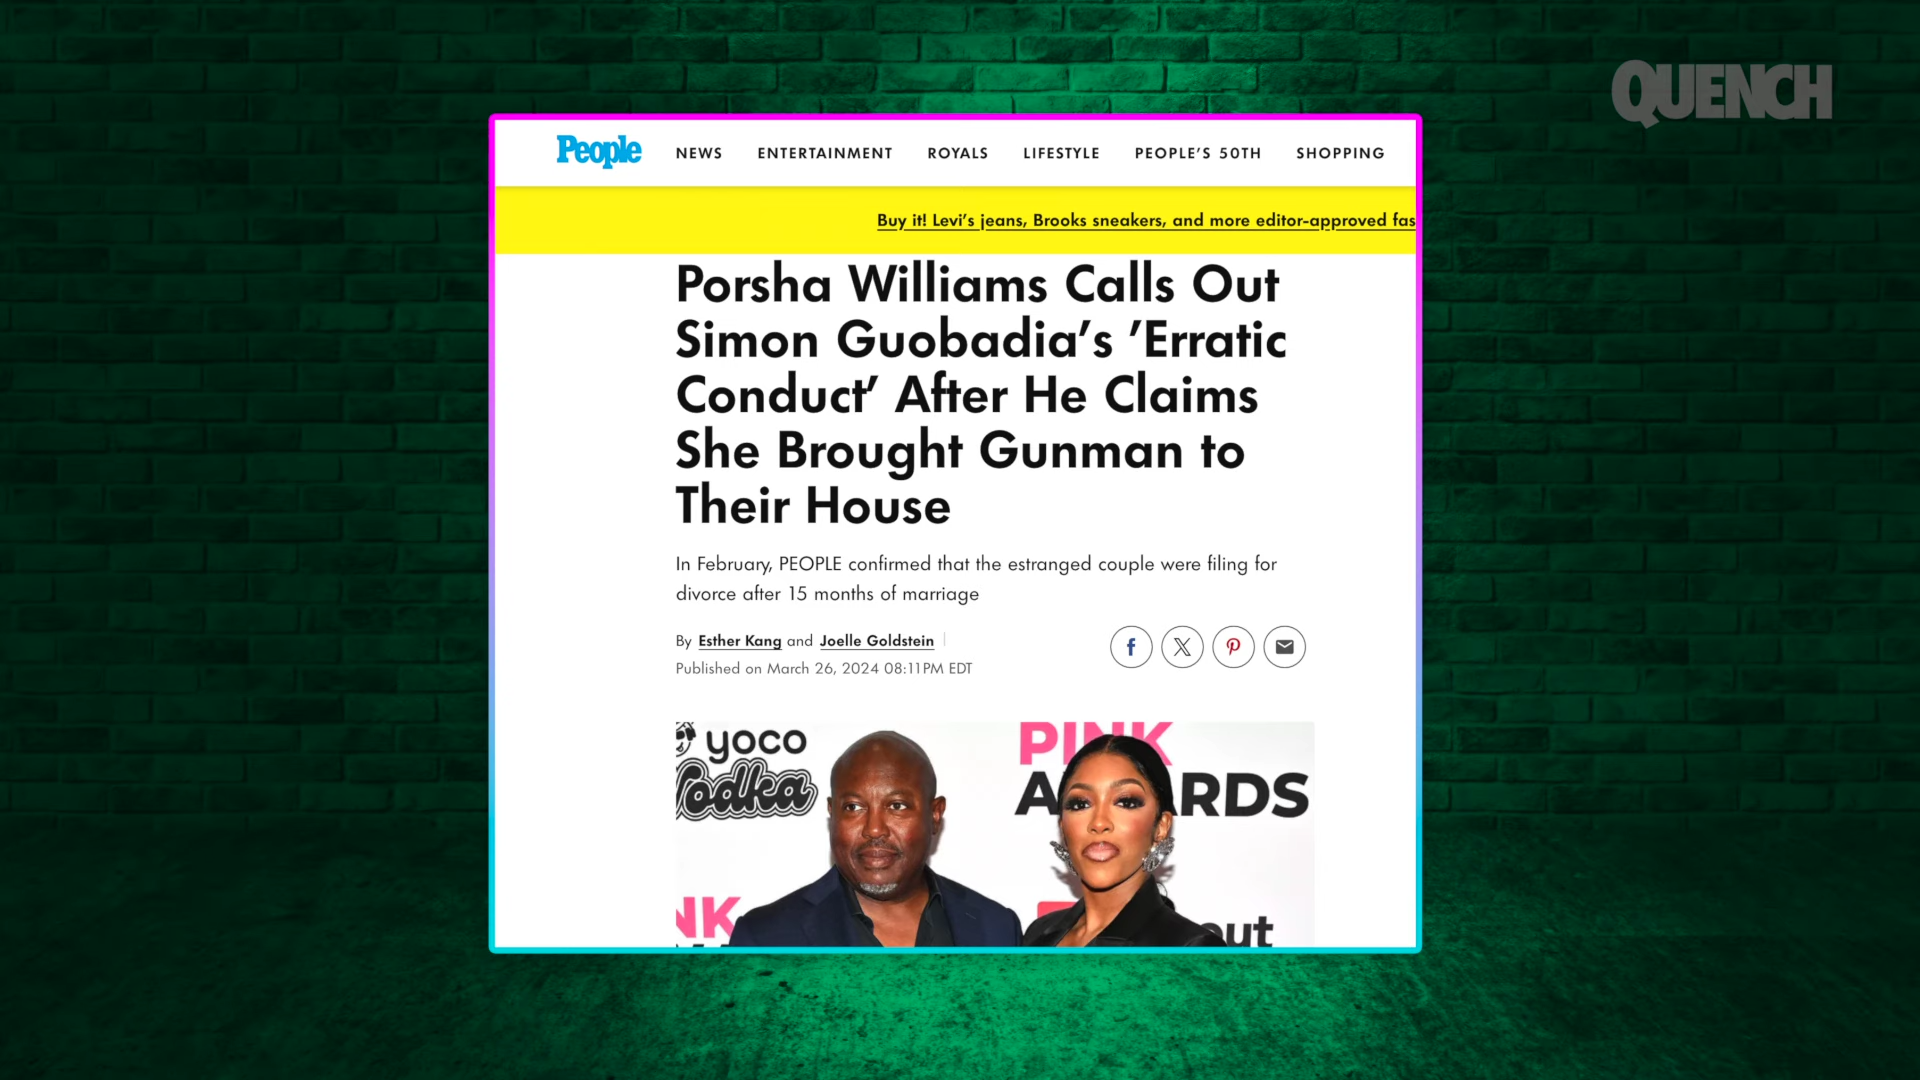 QUENCH
People NEWS ENTERTAINMENT ROYALS LIFESTYLE PEOPLE'S 50TH SHOPPING
Buy it! Levi's jeans, Brooks sneakers, and more editor-approved fas
Porsha Williams Calls Out
Simon Guobadia's ’Erratic
Conduct’ After He Claims
She Brought Gunman to
Their House
In February, PEOPLE confirmed that the estranged couple were filing for
divorce after 15 months of marriage
By Esther Kang and Joelle Goldstein
Published on March 26, 2024 08:11PM EDT
yoco
Vodka
PINK
AWARDS
NK
out